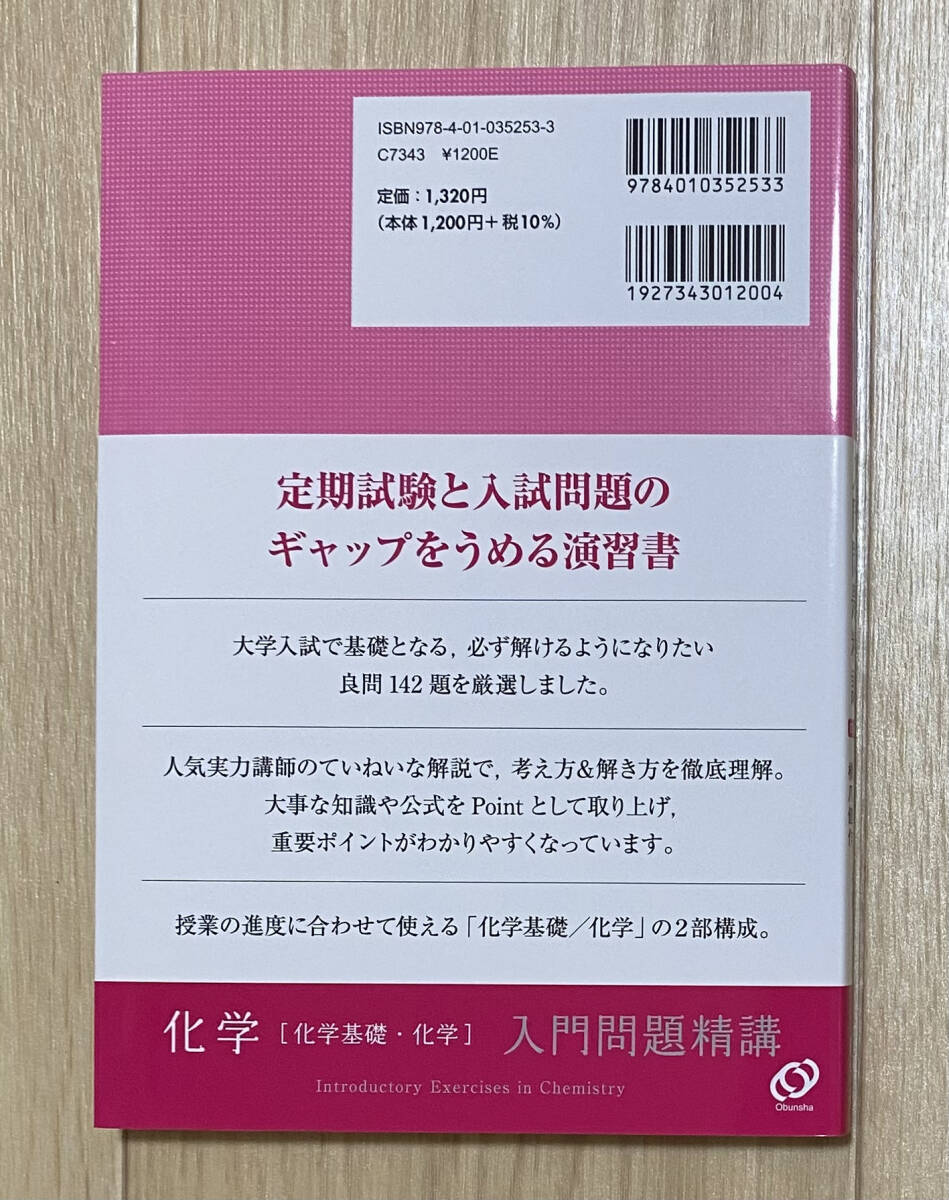 ISBN978-4-01-035253-3
C7343 ¥1200E
定価：1,320円
（本体1,200円＋税10％）
9784010352533
1927343012004
定期試験と入試問題の
ギャップをうめる演習書
大学入試で基礎となる，必ず解けるようになりたい
良問142題を厳選しました。
人気実力講師のていねいな解説で，考え方＆解き方を徹底理解。
大事な知識や公式をPointとして取り上げ，
重要ポイントがわかりやすくなっています。
授業の進度に合わせて使える「化学基礎／化学」の2部構成。
化学［化学基礎・化学］ 入門問題精講
Introductory Exercises in Chemistry
Obunsha